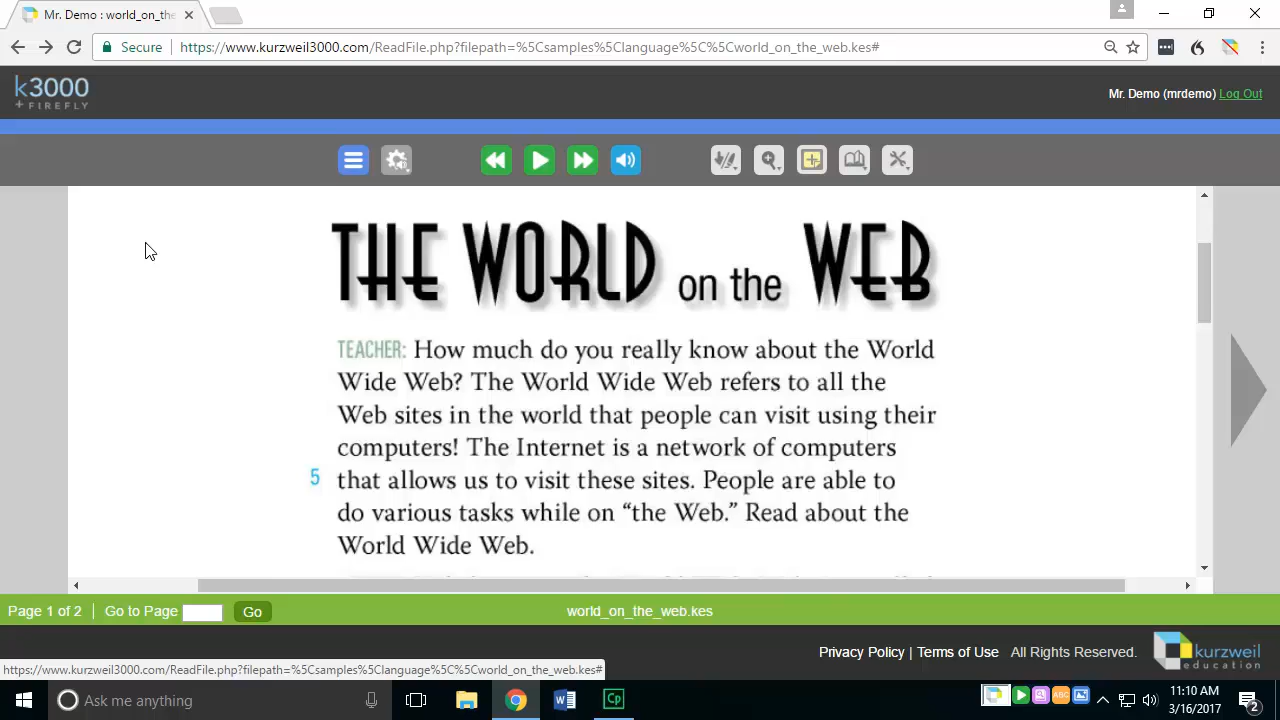 Mr. Demo : world_on_the
Secure
https://www.kurzweil3000.com/ReadFile.php?filepath=%5Csamples%5Clanguage%5C%5Cworld_on_the_web.kes#
k3000
+ FIREFLY
Mr. Demo (mrdemo) Log Out
THE WORLD on the WEB
TEACHER: How much do you really know about the World
Wide Web? The World Wide Web refers to all the
Web sites in the world that people can visit using their
computers! The Internet is a network of computers
5 that allows us to visit these sites. People are able to
do various tasks while on “the Web.” Read about the
World Wide Web.
Page 1 of 2 | Go to Page Go
world_on_the_web.kes
Privacy Policy | Terms of Use All Rights Reserved.
kurzweil
education
https://www.kurzweil3000.com/ReadFile.php?filepath=%5Csamples%5Clanguage%5C%5Cworld_on_the_web.kes#
Ask me anything
Cp
ABC
11:10 AM
3/16/2017
2